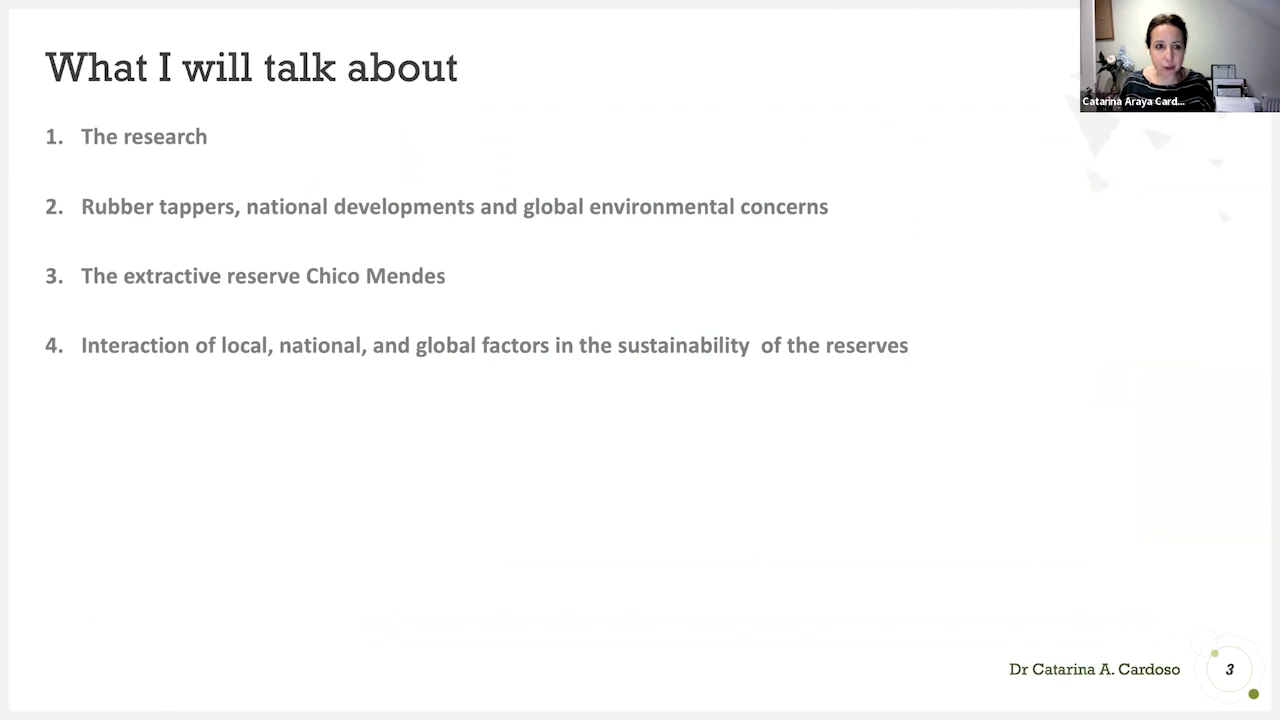 What I will talk about
Catarina Araya Card...
1. The research
2. Rubber tappers, national developments and global environmental concerns
3. The extractive reserve Chico Mendes
4. Interaction of local, national, and global factors in the sustainability  of the reserves
Dr Catarina A. Cardoso
3